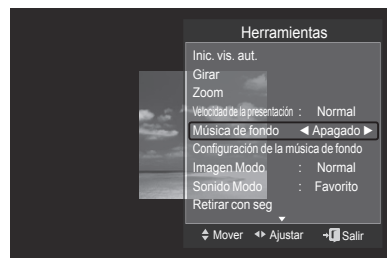 Herramientas
Inic. vis. aut.
Girar
Zoom
Velocidad de la presentación : Normal
Música de fondo ◀ Apagado ▶
Configuración de la música de fondo
Imagen Modo : Normal
Sonido Modo : Favorito
Retirar con seg
Mover Ajustar Salir